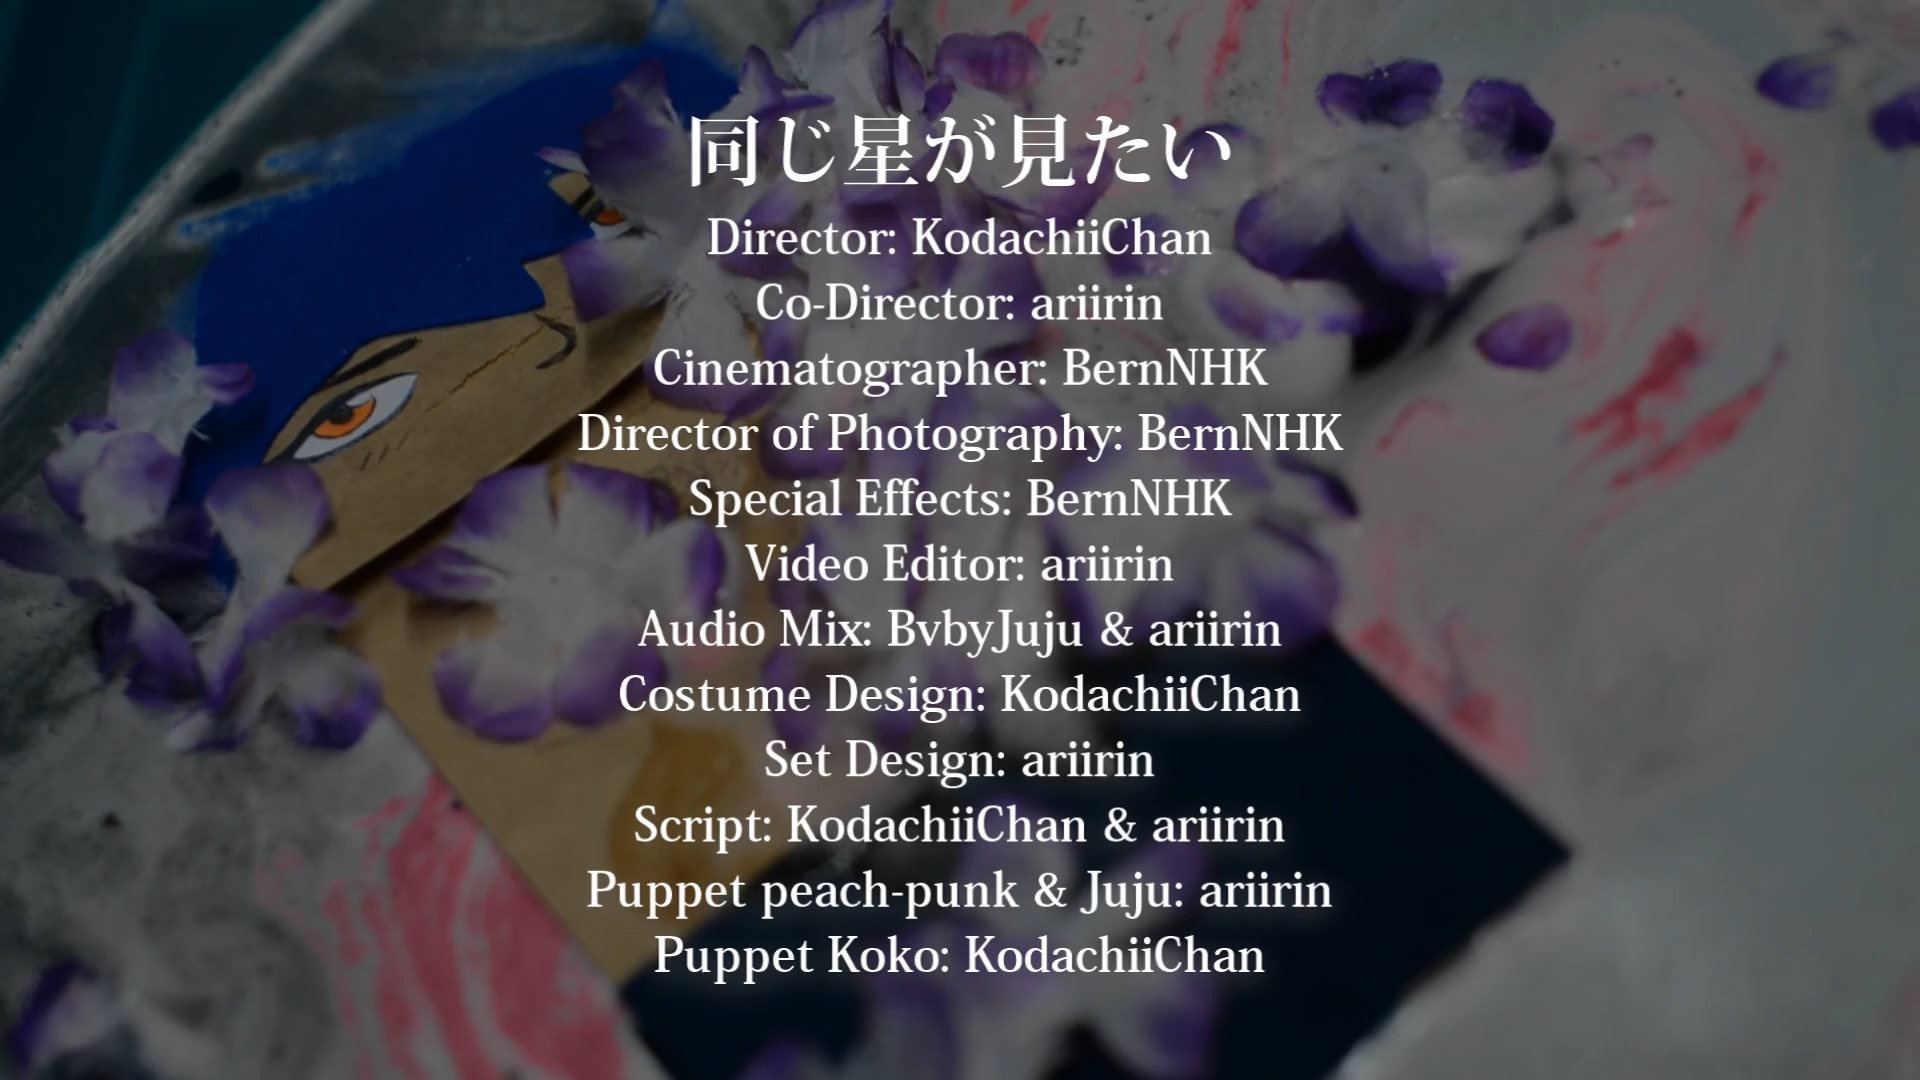 同じ星が見たい
Director: KodachiiChan
Co-Director: ariirin
Cinematographer: BernNHK
Director of Photography: BernNHK
Special Effects: BernNHK
Video Editor: ariirin
Audio Mix: BvbyJuju & ariirin
Costume Design: KodachiiChan
Set Design: ariirin
Script: KodachiiChan & ariirin
Puppet peach-punk & Juju: ariirin
Puppet Koko: KodachiiChan